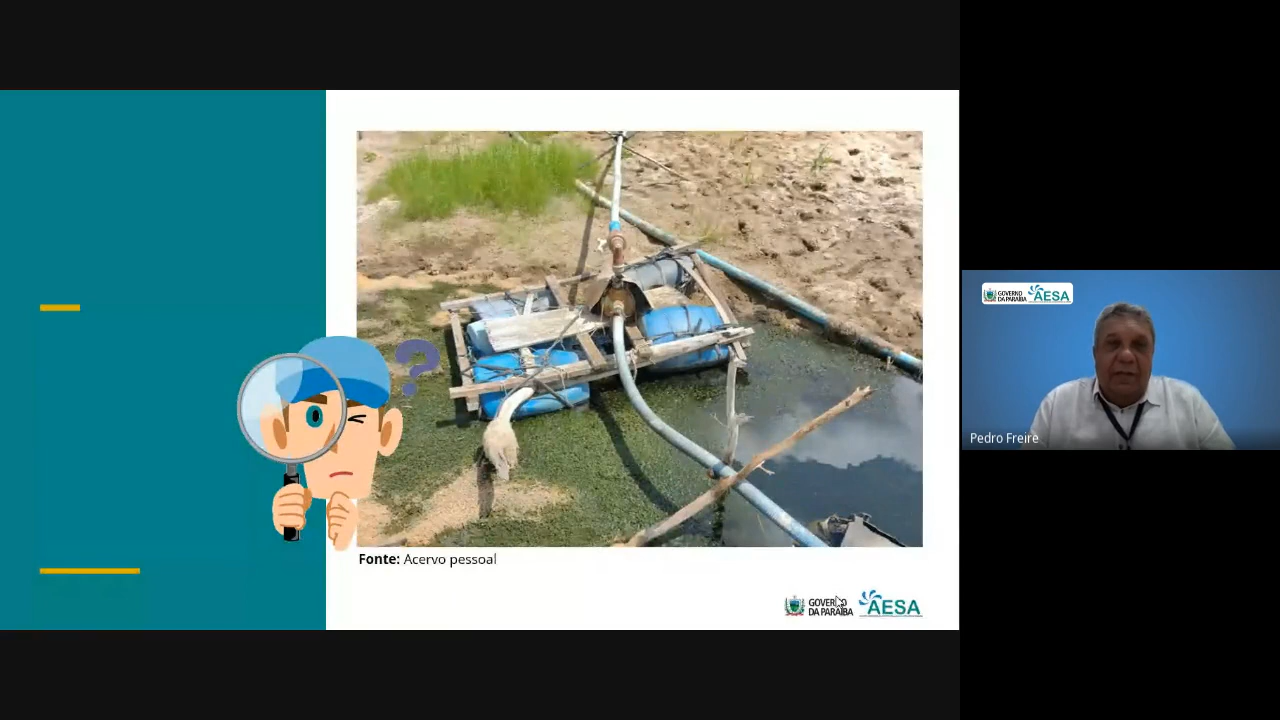 ?
Fonte: Acervo pessoal
GOVERNO
DA PARAÍBA
AESA
GOVERNO
DA PARAÍBA
AESA
Pedro Freire